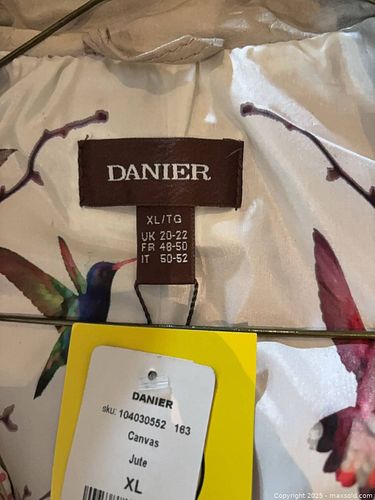 DANIER
XL/TG
UK 20-22
FR 48-50
IT 50-52
DANIER
sku: 104030552 163
Canvas
Jute
XL
Copyright © 2025 - maxsold.com